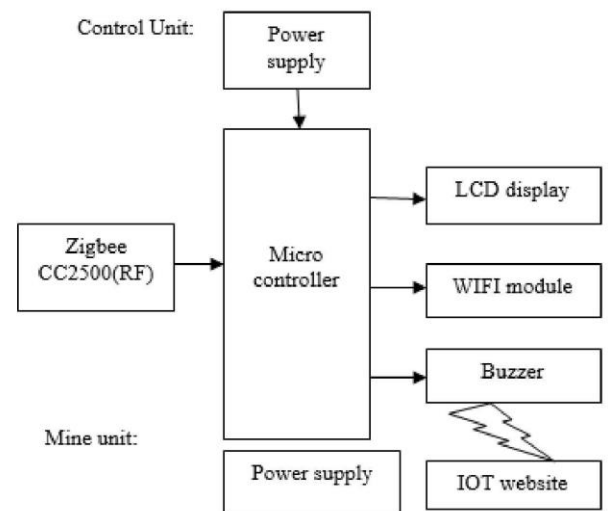 Control Unit:
Power
supply
LCD display
Zigbee
CC2500(RF)
Micro
controller
WIFI module
Buzzer
Mine unit:
Power supply
IOT website